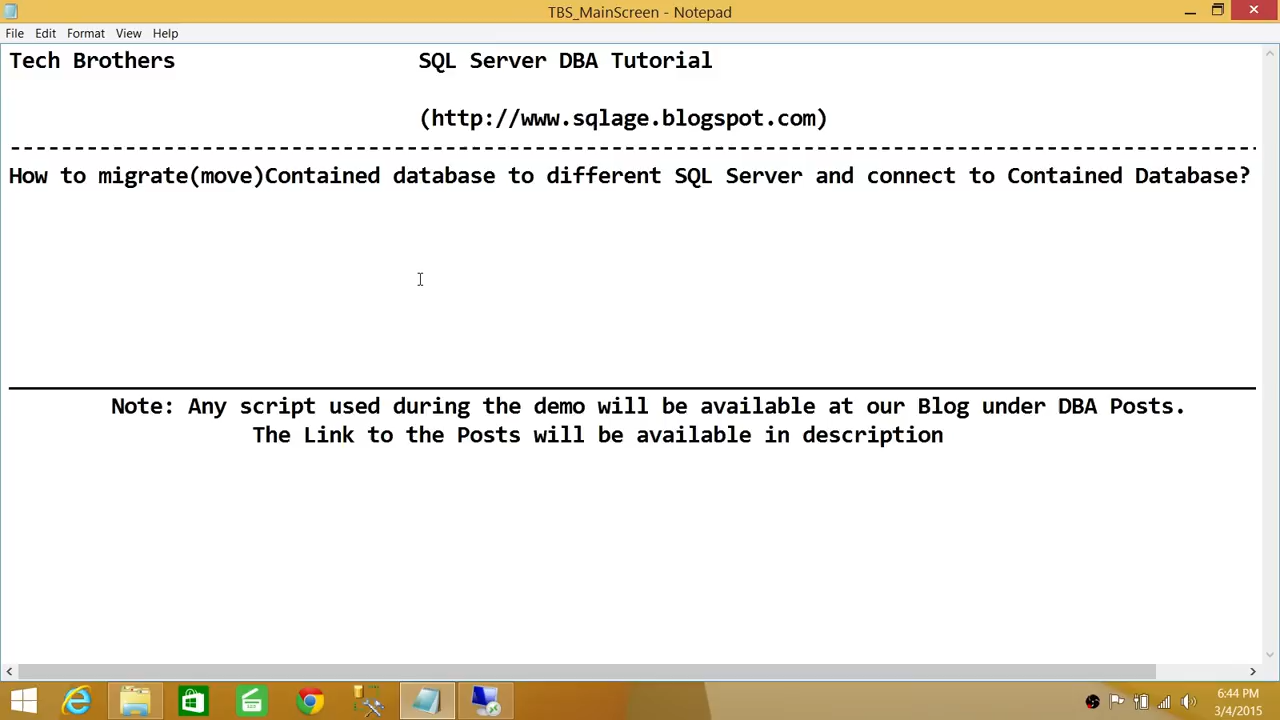 TBS_MainScreen - Notepad
File Edit Format View Help
Tech Brothers SQL Server DBA Tutorial
(http://www.sqlage.blogspot.com)
--------------------------------------------------------------------------------------------------
How to migrate(move)Contained database to different SQL Server and connect to Contained Database?
Note: Any script used during the demo will be available at our Blog under DBA Posts.
The Link to the Posts will be available in description
6:44 PM
3/4/2015